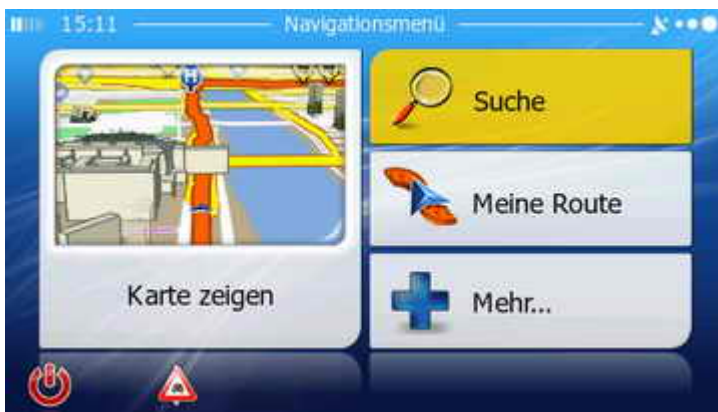 15:11
Navigationsmenü
Suche
Meine Route
Karte zeigen
Mehr...